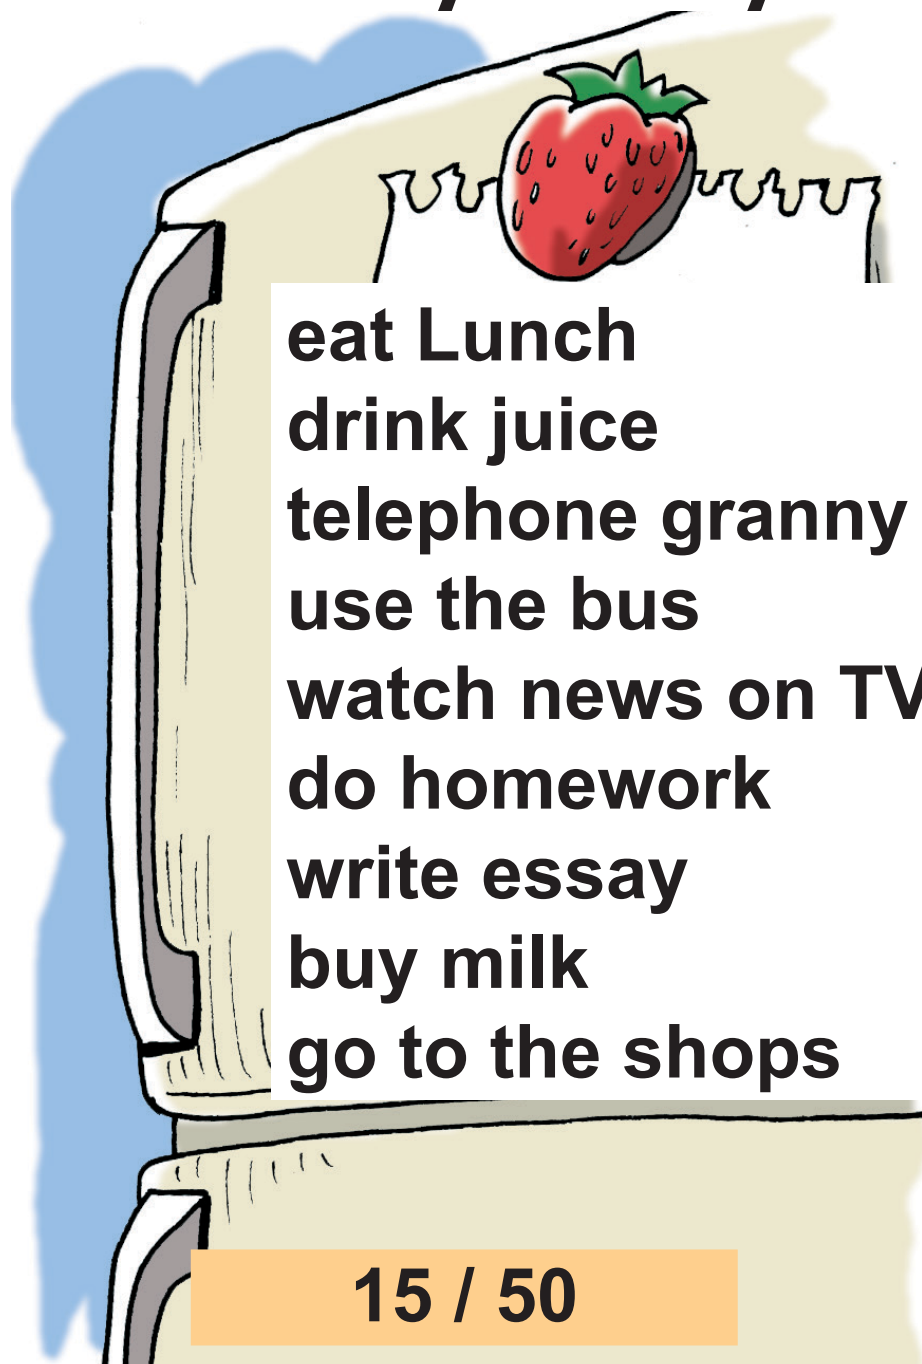 eat Lunch
drink juice
telephone granny
use the bus
watch news on TV
do homework
write essay
buy milk
go to the shops
15 / 50